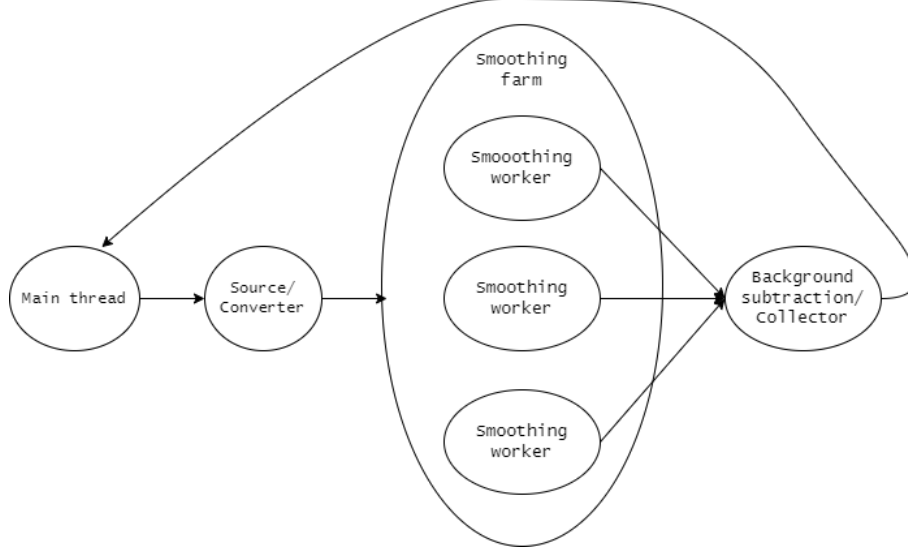 Smoothing
farm
Smooothing
worker
Main thread
Source/
Converter
Smoothing
worker
Background
subtraction/
Collector
Smoothing
worker